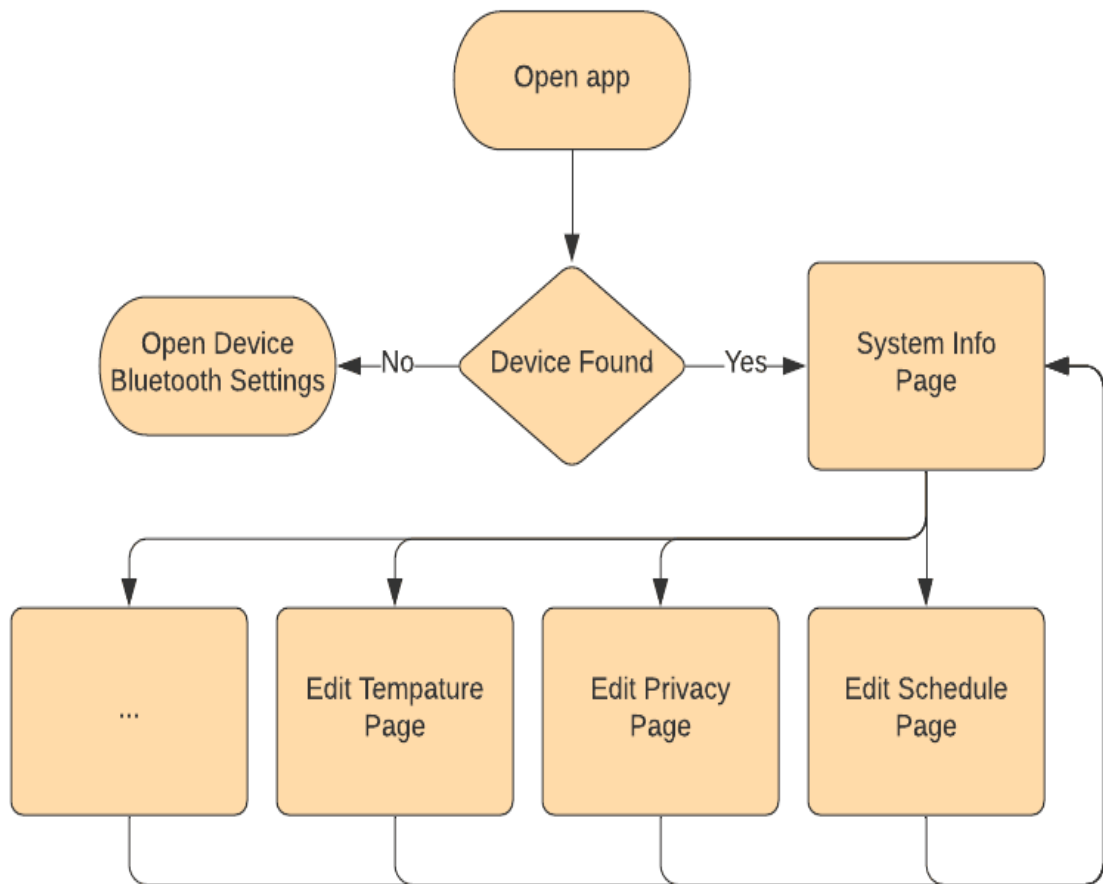 Open app
Open Device
Bluetooth Settings
No
Device Found
Yes
System Info
Page
...
Edit Tempature
Page
Edit Privacy
Page
Edit Schedule
Page